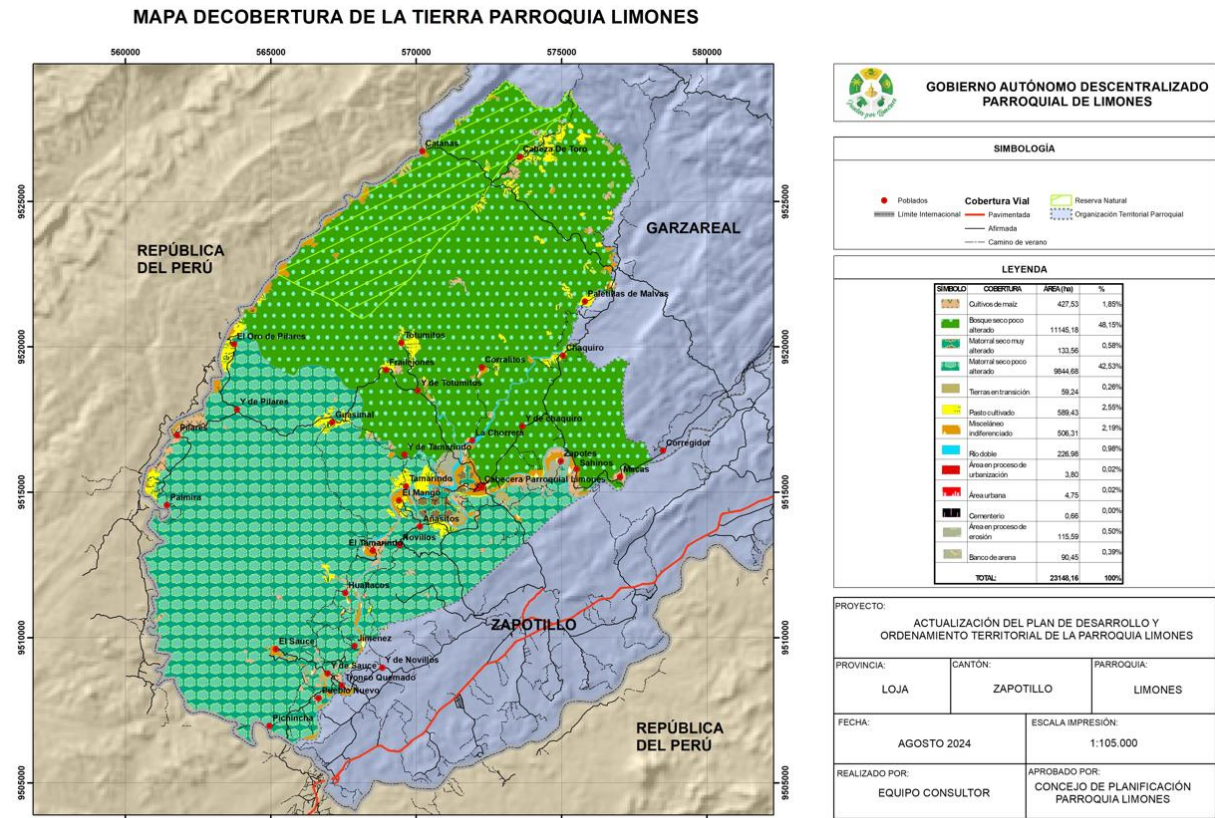 MAPA DECOBERTURA DE LA TIERRA PARROQUIA LIMONES
560000 565000 570000 575000 580000
9525000
9520000
9515000
9510000
9505000
9525000
9520000
9515000
9510000
9505000
REPÚBLICA
DEL PERÚ
GARZAREAL
ZAPOTILLO
REPÚBLICA
DEL PERÚ
Catanas
Cabeza De Toro
Paletillas de Malvas
El Oro de Pilares
Totumitos
Chaquiro
Frailejones
Corralitos
Y de Totumitos
Y de Pilares
Guasimal
Y de chaquiro
Pilares
La Chorrera
Corregidor
Y de Tamarindo
Zapotes
Sahinos
Macas
Tamarindo
Cabecera Parroquial Limones
Palmira
El Mango
Añasitos
El Tamarindo
Novillos
Hualtacos
El Sauce
Jimenez
Y de Novillos
Y de Sauce
Tronco Quemado
Pueblo Nuevo
Pichincha
GOBIERNO AUTÓNOMO DESCENTRALIZADO
PARROQUIAL DE LIMONES
SIMBOLOGÍA
Poblados
Límite Internacional
Cobertura Vial
Pavimentada
Afirmada
Camino de verano
Reserva Natural
Organización Territorial Parroquial
LEYENDA
SÍMBOLO COBERTURA ÁREA (ha) %
Cultivos de maíz 427,53 1,85%
Bosque seco poco
alterado 11145,18 48,15%
Matorral seco muy
alterado 133,56 0,58%
Matorral seco poco
alterado 9844,68 42,53%
Tierras en transición 59,24 0,26%
Pasto cultivado 589,43 2,55%
Misceláneo
indiferenciado 506,31 2,19%
Río doble 226,98 0,98%
Área en proceso de
urbanización 3,80 0,02%
Área urbana 4,75 0,02%
Cementerio 0,66 0,00%
Área en proceso de
erosión 115,59 0,50%
Banco de arena 90,45 0,39%
TOTAL: 23148,16 100%
PROYECTO:
ACTUALIZACIÓN DEL PLAN DE DESARROLLO Y
ORDENAMIENTO TERRITORIAL DE LA PARROQUIA LIMONES
PROVINCIA: CANTÓN: PARROQUIA:
LOJA ZAPOTILLO LIMONES
FECHA: ESCALA IMPRESIÓN:
AGOSTO 2024 1:105.000
REALIZADO POR: APROBADO POR:
EQUIPO CONSULTOR CONCEJO DE PLANIFICACIÓN
PARROQUIA LIMONES